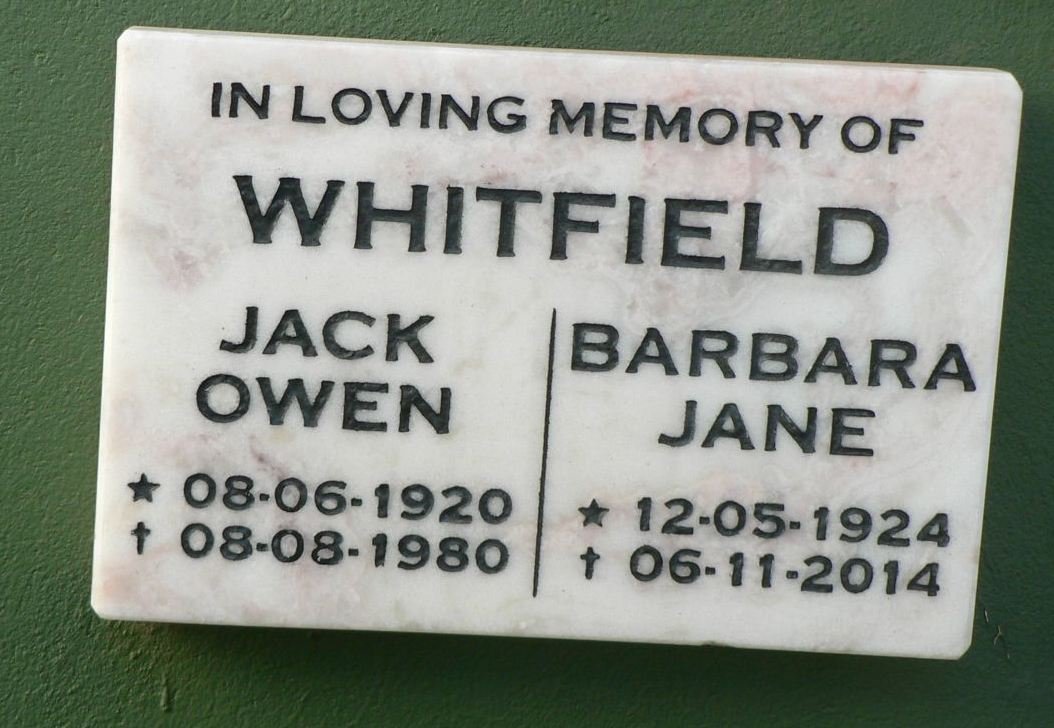 IN LOVING MEMORY OF
WHITFIELD
JACK
OWEN
★ 08-06-1920
† 08-08-1980
BARBARA
JANE
★ 12-05-1924
† 06-11-2014